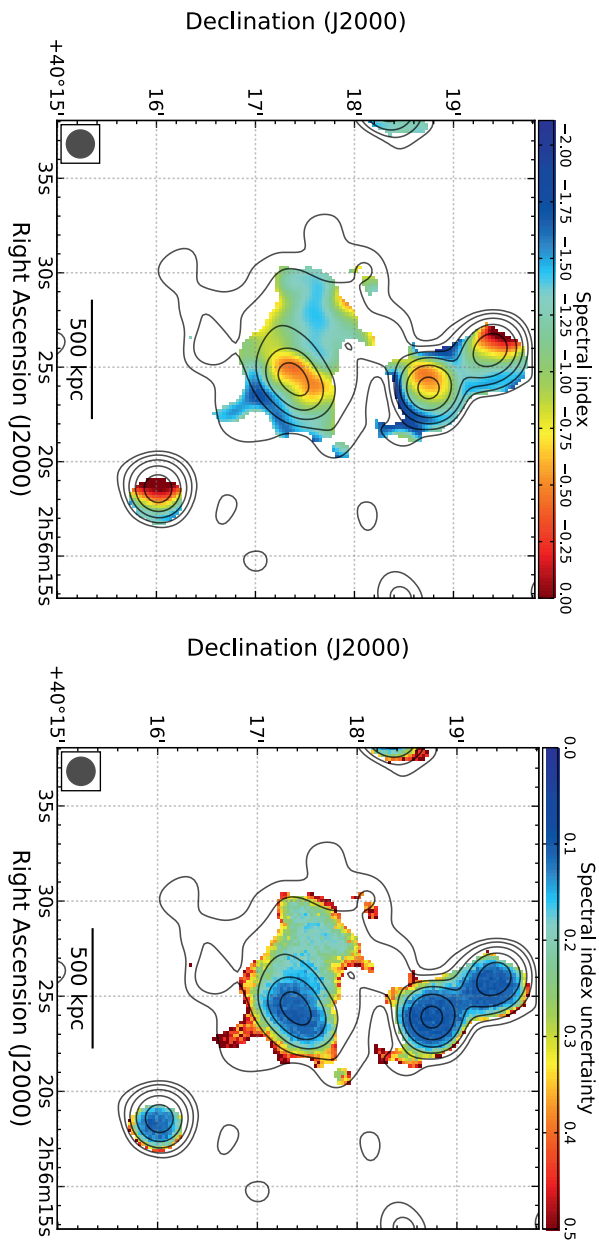 Declination (J2000)
+40°15'
16'
17'
18'
19'
35s
30s
25s
20s
2h56m15s
Right Ascension (J2000)
500 kpc
Spectral index
−2.00
−1.75
−1.50
−1.25
−1.00
−0.75
−0.50
−0.25
0.00
Declination (J2000)
+40°15'
16'
17'
18'
19'
35s
30s
25s
20s
2h56m15s
Right Ascension (J2000)
500 kpc
Spectral index uncertainty
0.0
0.1
0.2
0.3
0.4
0.5